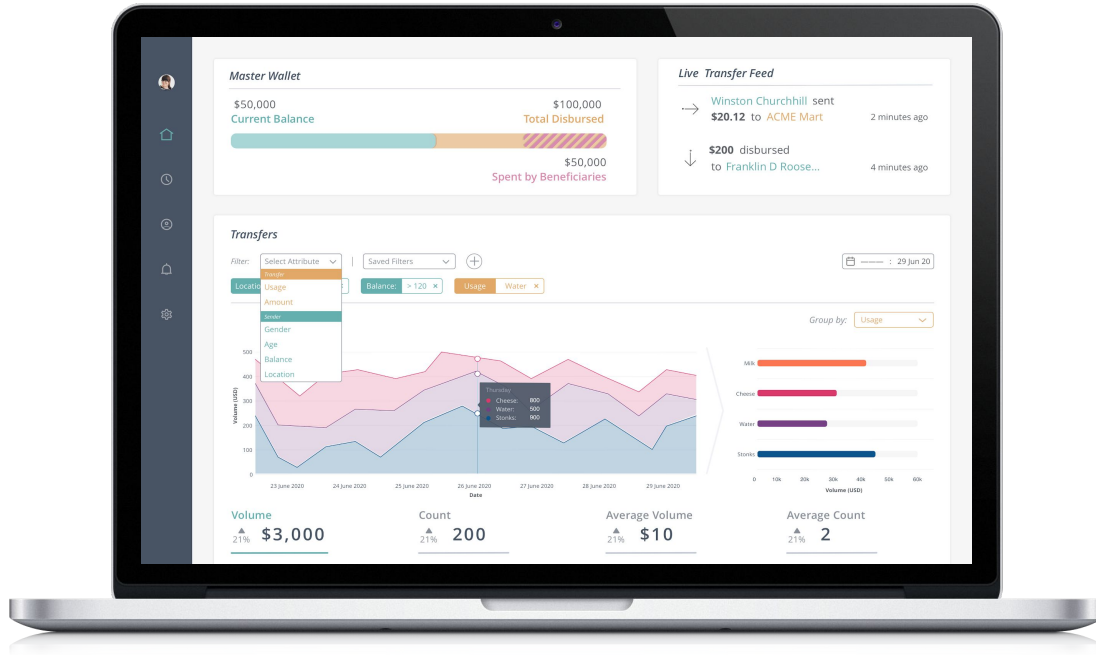 Master Wallet
$50,000
$100,000
Current Balance
Total Disbursed
$50,000
Spent by Beneficiaries
Live Transfer Feed
Winston Churchhill sent
$20.12 to ACME Mart
2 minutes ago
$200 disbursed
to Franklin D Roose...
4 minutes ago
Transfers
Filter:
Select Attribute
|
Saved Filters
——— : 29 Jun 20
Transfer
Usage
Amount
Sender
Gender
Age
Balance
Location
Locatio
×
Balance: > 120 ×
Usage Water ×
Group by: Usage
Volume (USD)
500
400
300
200
100
0
Thursday
Cheese: 800
Water: 500
Stonks: 800
23 June 2020
24 June 2020
25 June 2020
26 June 2020
27 June 2020
28 June 2020
29 June 2020
Date
Milk
Cheese
Water
Stonks
0 10k 20k 30k 40k 50k 60k
Volume (USD)
Volume
21% $3,000
Count
21% 200
Average Volume
21% $10
Average Count
21% 2